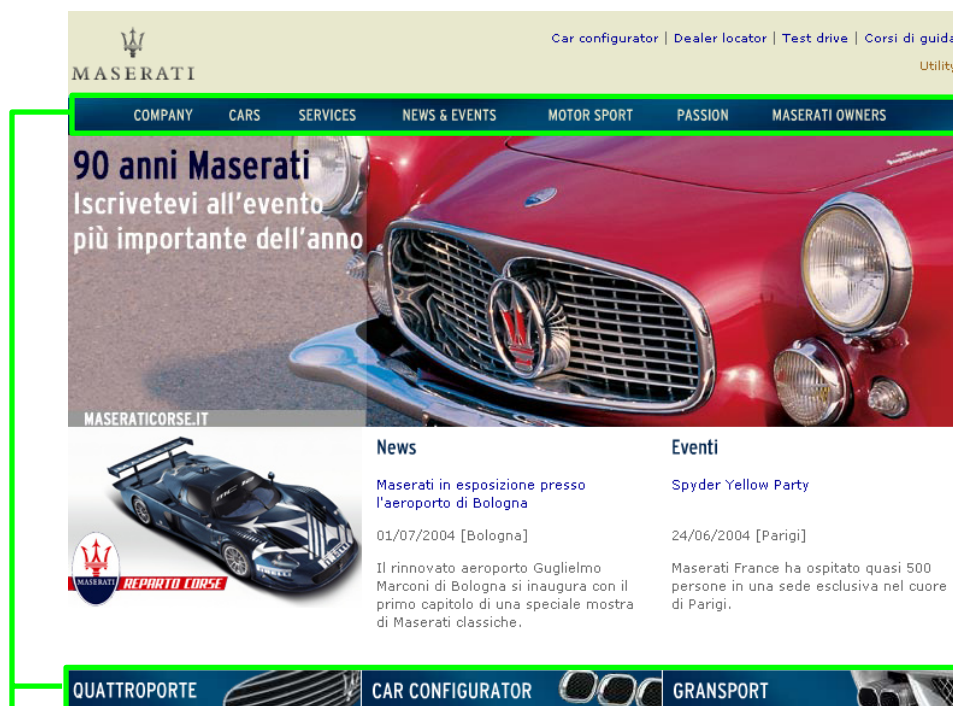 MASERATI
Car configurator | Dealer locator | Test drive | Corsi di guida
Utility
COMPANY CARS SERVICES NEWS & EVENTS MOTOR SPORT PASSION MASERATI OWNERS
90 anni Maserati
Iscrivetevi all'evento
più importante dell'anno
MASERATICORSE.IT
MASERATI
REPARTO CORSE
PIRELLI
News
Maserati in esposizione presso
l'aeroporto di Bologna
01/07/2004 [Bologna]
Il rinnovato aeroporto Guglielmo
Marconi di Bologna si inaugura con il
primo capitolo di una speciale mostra
di Maserati classiche.
Eventi
Spyder Yellow Party
24/06/2004 [Parigi]
Maserati France ha ospitato quasi 500
persone in una sede esclusiva nel cuore
di Parigi.
QUATTROPORTE CAR CONFIGURATOR GRANSPORT